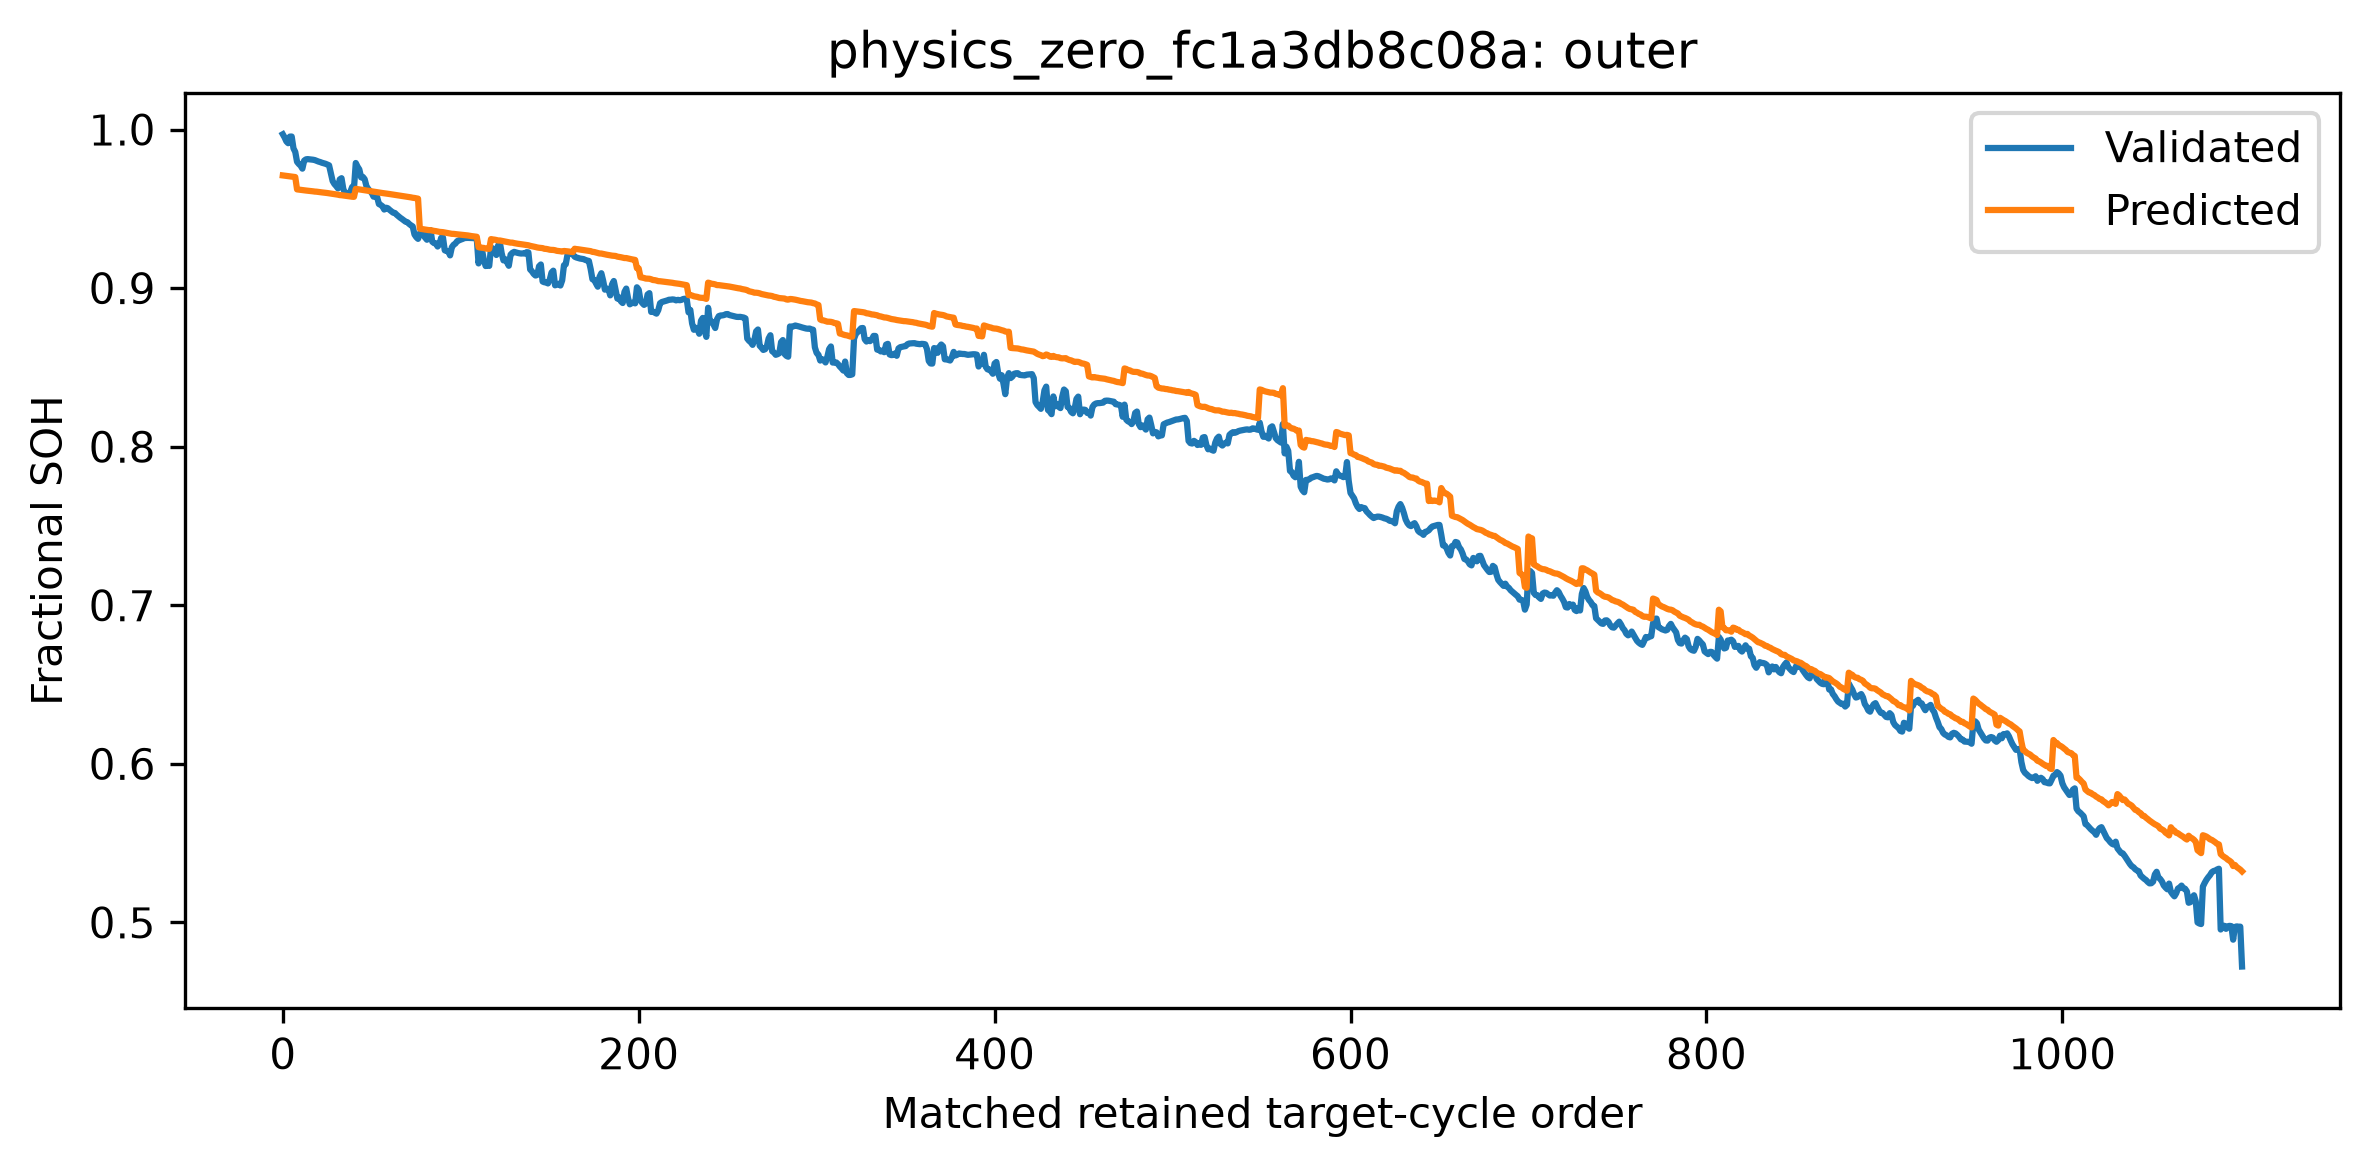 physics_zero_fc1a3db8c08a: outer
Validated
Predicted
Fractional SOH
1.0
0.9
0.8
0.7
0.6
0.5
0 200 400 600 800 1000
Matched retained target-cycle order